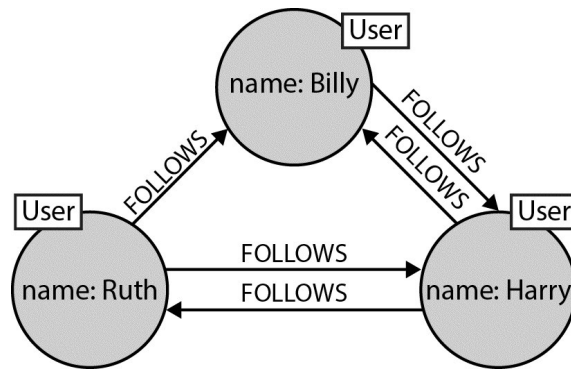 User
name: Billy
FOLLOWS
FOLLOWS
FOLLOWS
User
User
FOLLOWS
name: Ruth
name: Harry
FOLLOWS